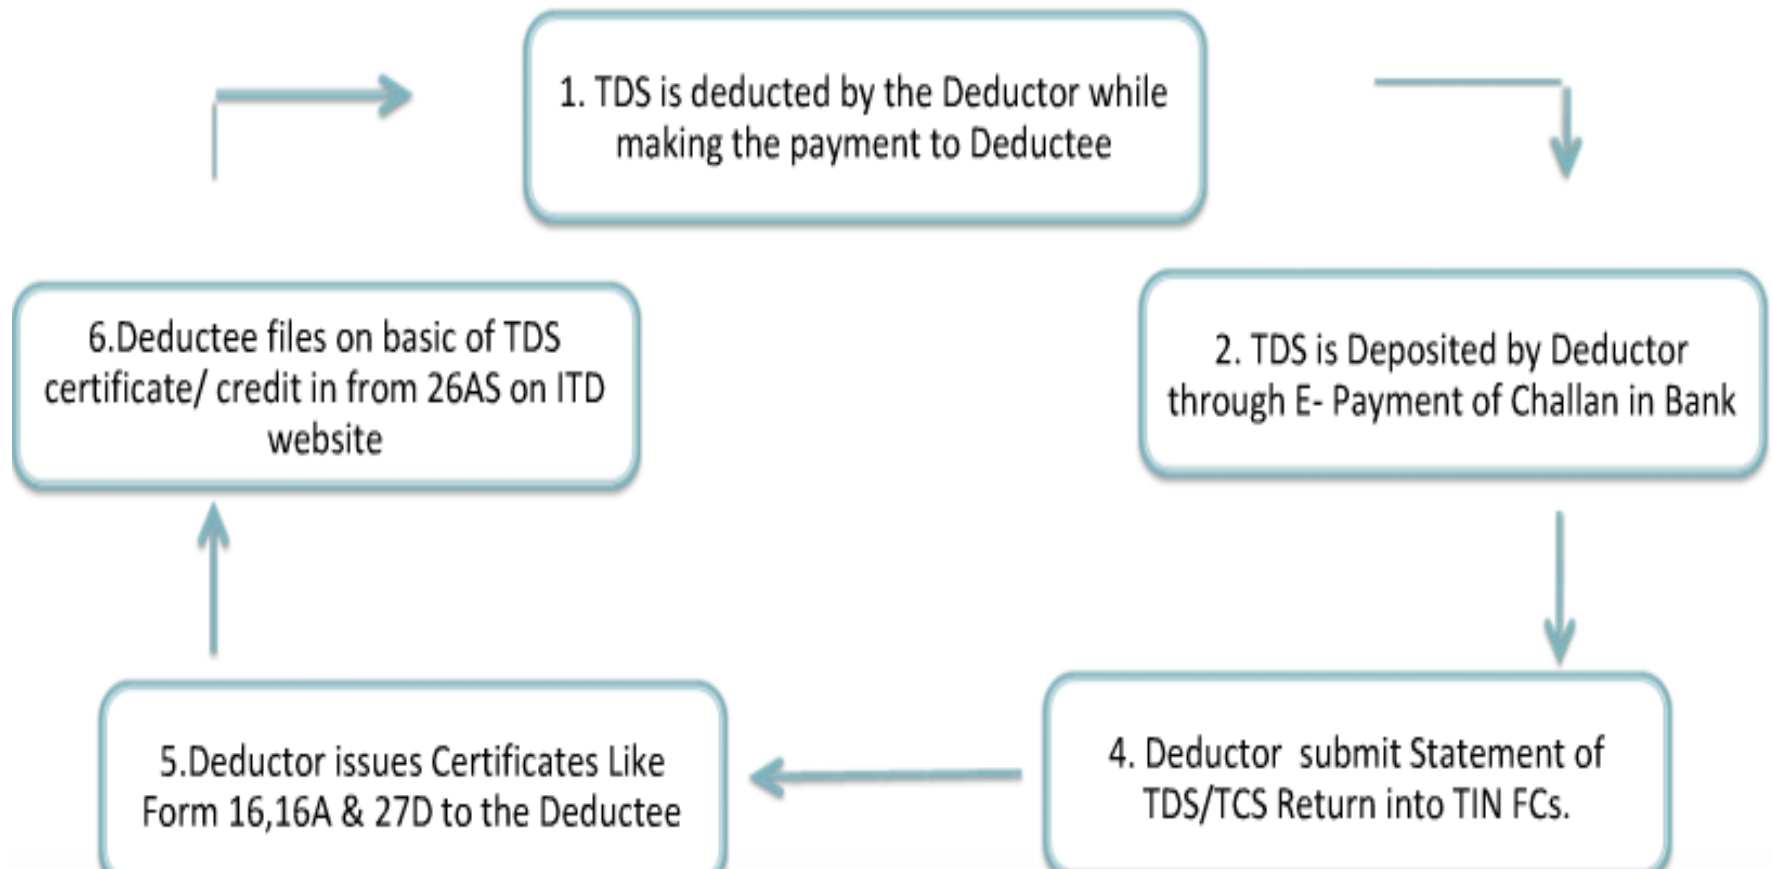 1. TDS is deducted by the Deductor while
making the payment to Deductee
2. TDS is Deposited by Deductor
through E- Payment of Challan in Bank
4. Deductor  submit Statement of
TDS/TCS Return into TIN FCs.
5.Deductor issues Certificates Like
Form 16,16A & 27D to the Deductee
6.Deductee files on basic of TDS
certificate/ credit in from 26AS on ITD
website